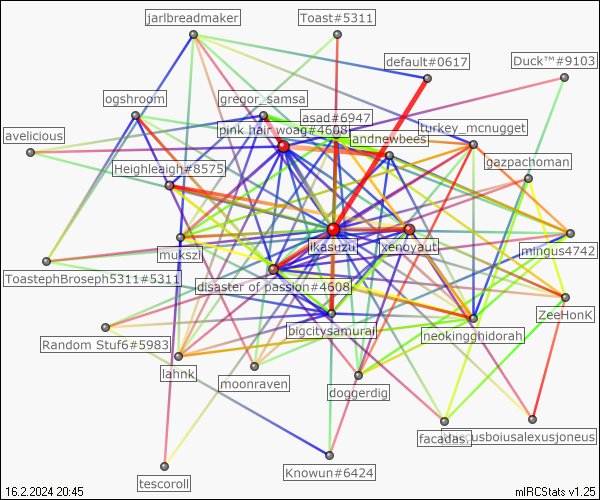 jarlbreadmaker
Toast#5311
default#0617
Duck™#9103
ogshroom
gregor_samsa
asad#6947
turkey_mcnugget
pink hair woag#4608
andrewbees
avelicious
gazpachoman
Heighleaigh#8575
mukszi
ikasuzu
xenoyaut
mingus4742
ToastephBroseph5311#5311
disaster of passion#4608
ZeeHonK
bigcitysamurai
neokingghidorah
Random Stuf6#5983
lahnk
moonraven
doggerdig
facadas.
usboiusalexusjoneus
Knowun#6424
tescoroll
16.2.2024 20:45
mIRCStats v1.25